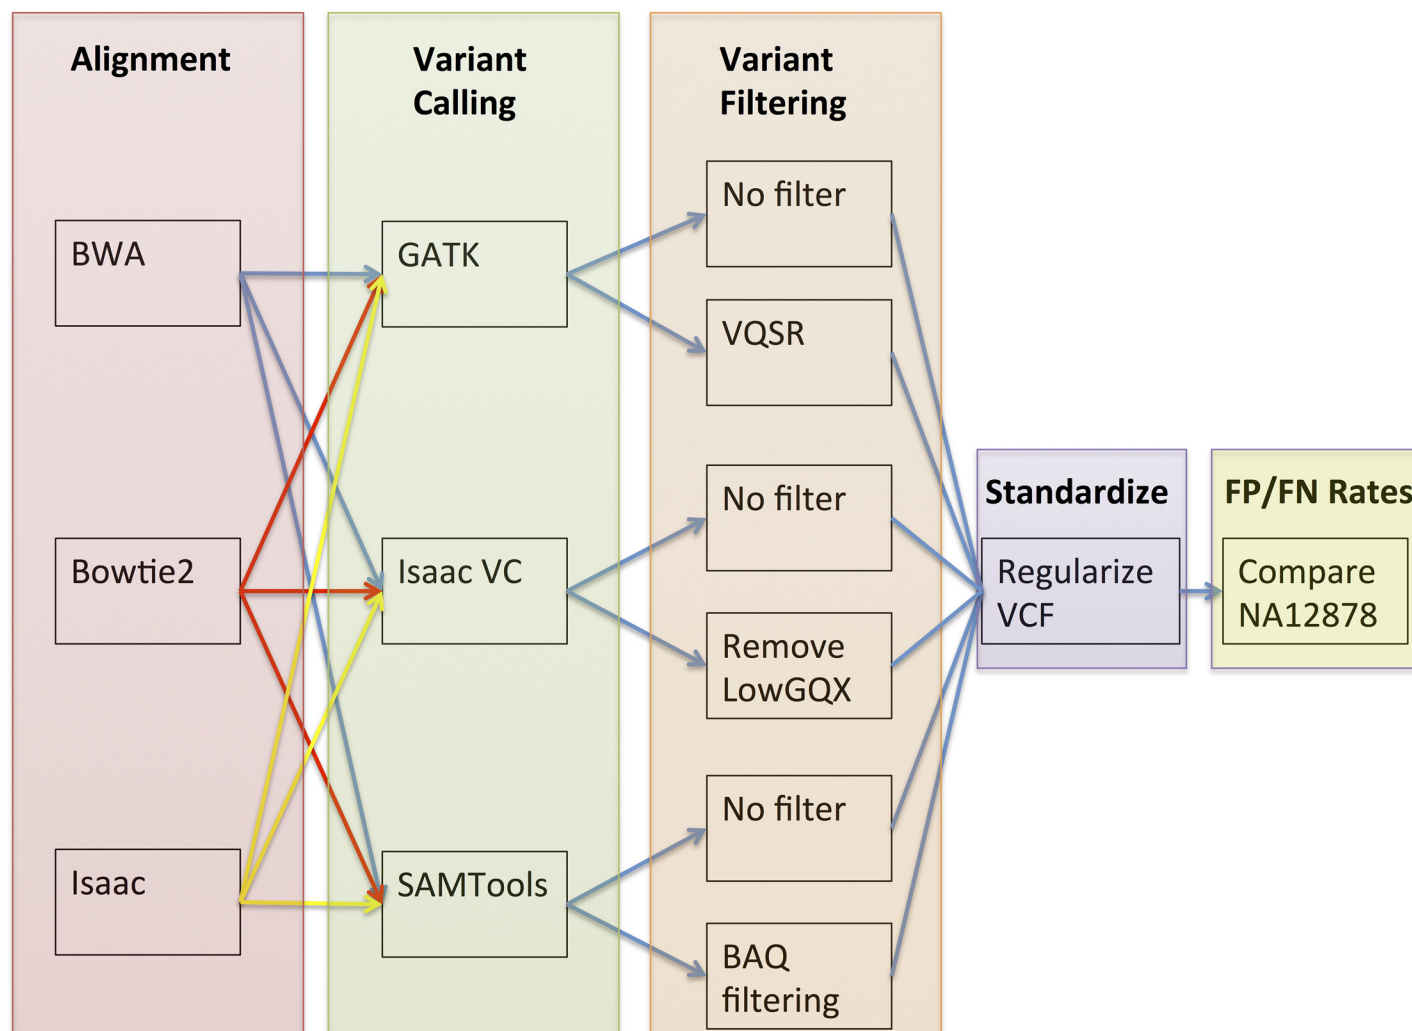 Alignment
BWA
Bowtie2
Isaac
Variant
Calling
GATK
Isaac VC
SAMTools
Variant
Filtering
No filter
VQSR
No filter
Remove
LowGQX
No filter
BAQ
filtering
Standardize
Regularize
VCF
FP/FN Rates
Compare
NA12878